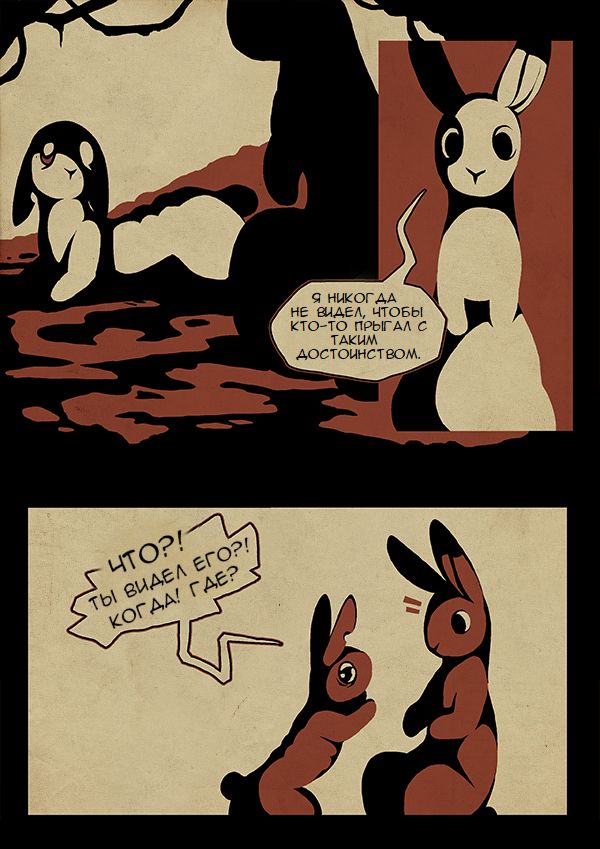 Я НИКОГДА
НЕ ВИДЕЛ, ЧТОБЫ
КТО-ТО ПРЫГАЛ С
ТАКИМ
ДОСТОИНСТВОМ.
ЧТО?!
ТЫ ВИДЕЛ ЕГО?!
КОГДА! ГДЕ?